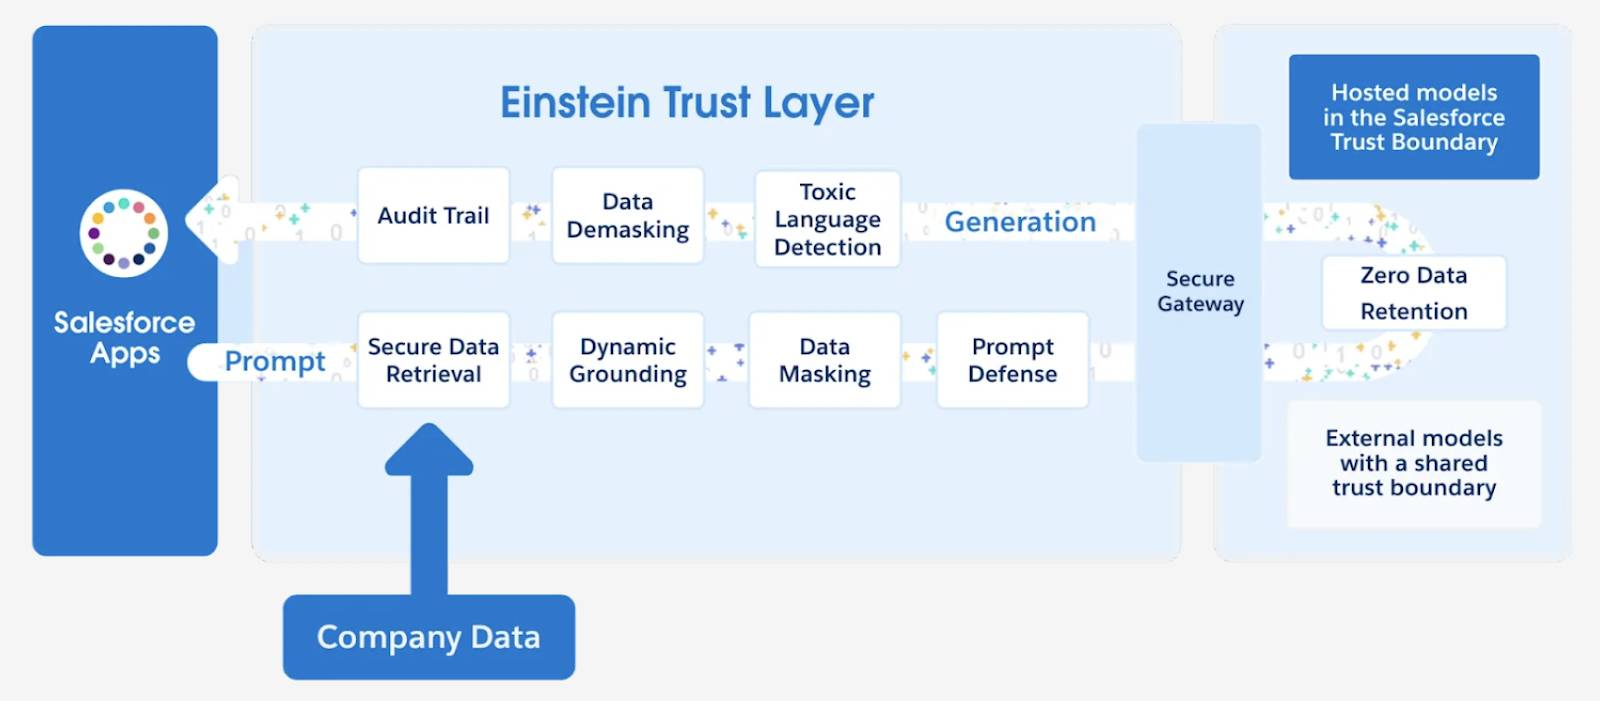 Einstein Trust Layer
Hosted models
in the Salesforce
Trust Boundary
Audit Trail
Data
Demasking
Toxic
Language
Detection
Generation
Secure
Gateway
Zero Data
Retention
Salesforce
Apps
Prompt
Secure Data
Retrieval
Dynamic
Grounding
Data
Masking
Prompt
Defense
External models
with a shared
trust boundary
Company Data